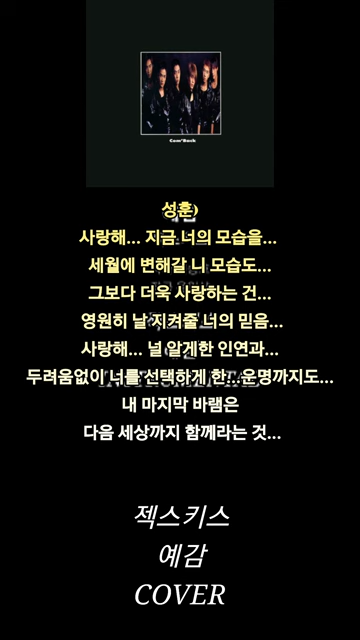 Com'Back
성훈)
사랑해... 지금 너의 모습을...
세월에 변해갈 니 모습도...
그보다 더욱 사랑하는 건...
영원히 날 지켜줄 너의 믿음...
사랑해... 널 알게한 인연과...
두려움없이 너를 선택하게 한...운명까지도...
내 마지막 바램은
다음 세상까지 함께라는 것...
젝스키스
예감
COVER